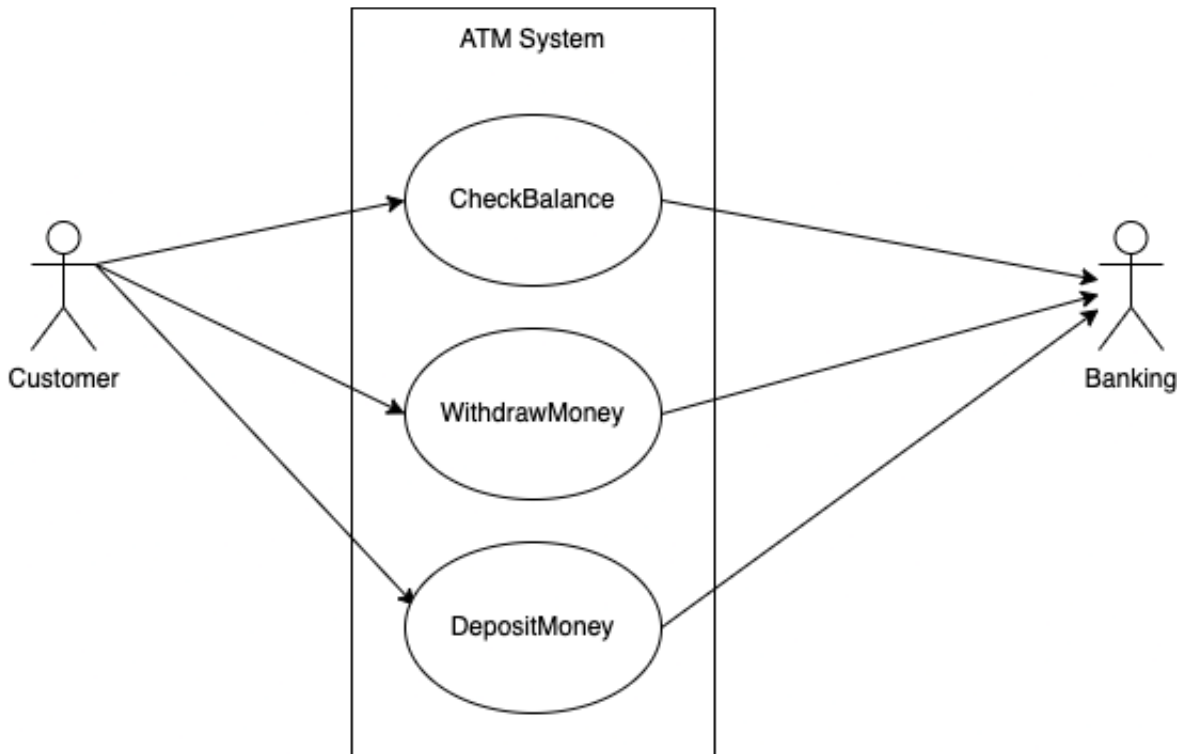 ATM System
CheckBalance
Customer
Banking
WithdrawMoney
DepositMoney